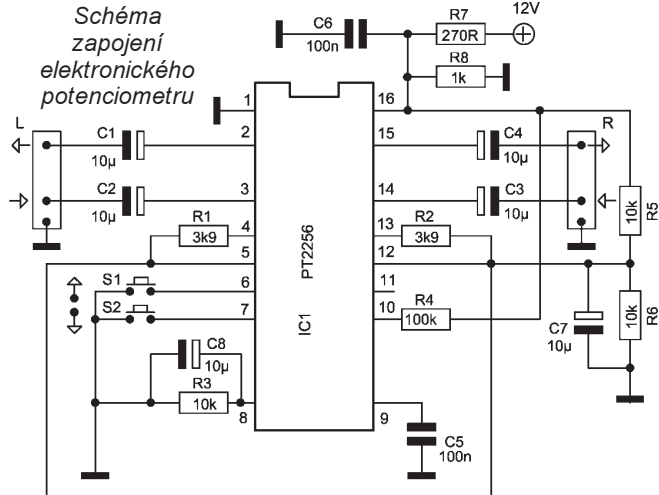 Schéma
zapojení
elektronického
potenciometru
C6
100n
R7
270R
12V
R8
1k
1
16
L
C1
10µ
2
15
C4
10µ
R
C2
10µ
3
14
C3
10µ
R1
3k9
4
13
R2
3k9
R5
10k
5
12
PT2256
S1
6
11
S2
7
10
R4
100k
IC1
C7
10µ
R6
10k
C8
10µ
R3
10k
8
9
C5
100n